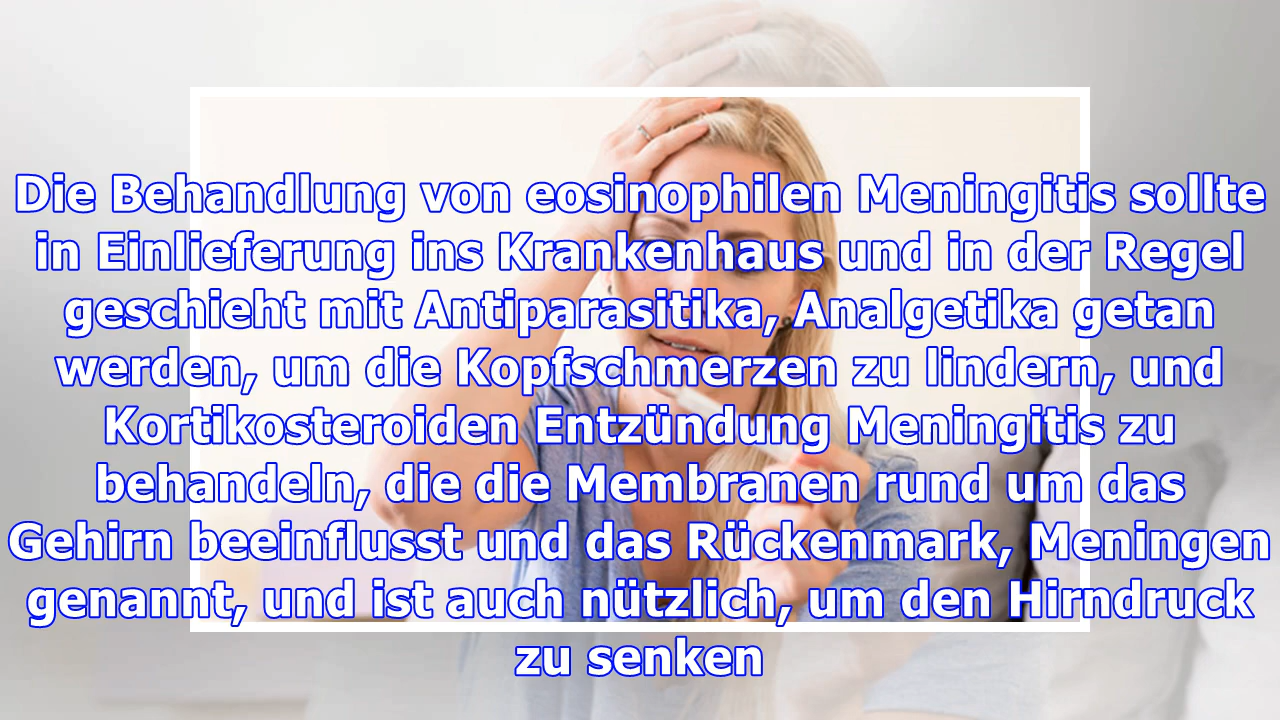 Die Behandlung von eosinophilen Meningitis sollte
in Einlieferung ins Krankenhaus und in der Regel
geschieht mit Antiparasitika, Analgetika getan
werden, um die Kopfschmerzen zu lindern, und
Kortikosteroiden Entzündung Meningitis zu
behandeln, die die Membranen rund um das
Gehirn beeinflusst und das Rückenmark, Meningen
genannt, und ist auch nützlich, um den Hirndruck
zu senken